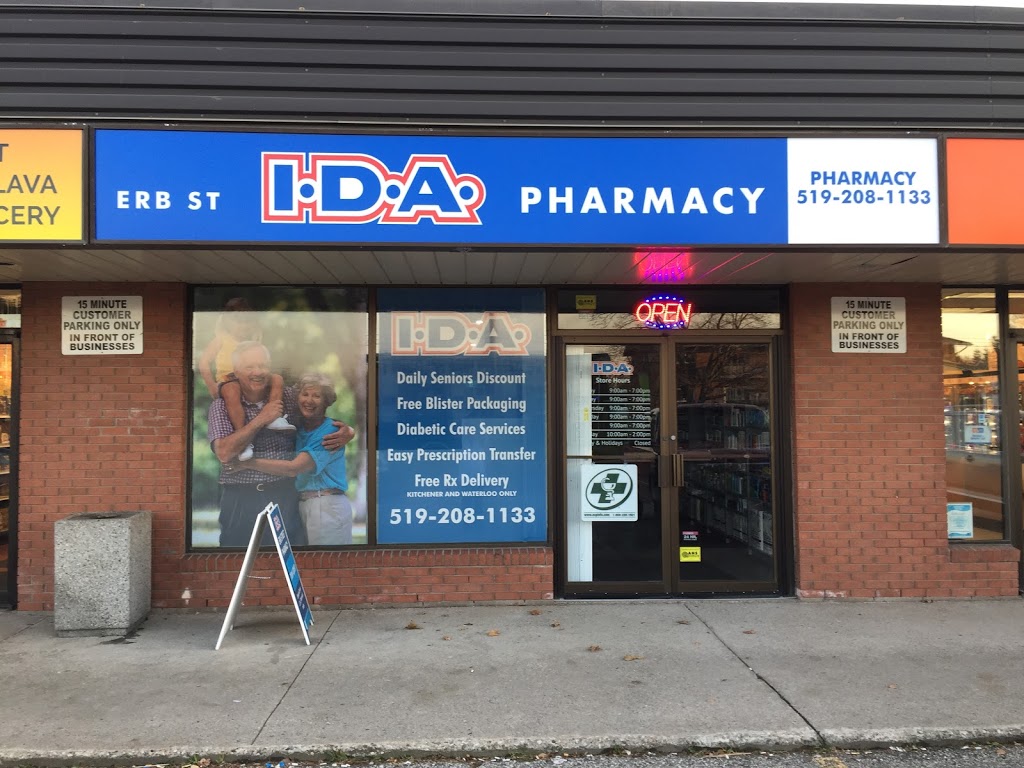 T
LAVA
CERY
ERB ST I·D·A· PHARMACY
PHARMACY
519-208-1133
15 MINUTE
CUSTOMER
PARKING ONLY
IN FRONT OF
BUSINESSES
I·D·A·
Daily Seniors Discount
Free Blister Packaging
Diabetic Care Services
Easy Prescription Transfer
Free Rx Delivery
KITCHENER AND WATERLOO ONLY
519-208-1133
OPEN
I·D·A·
Store Hours
9:00am - 7:00pm
9:00am - 7:00pm
9:00am - 7:00pm
9:00am - 7:00pm
9:00am - 7:00pm
10:00am - 2:00pm
& Holidays Closed
15 MINUTE
CUSTOMER
PARKING ONLY
IN FRONT OF
BUSINESSES